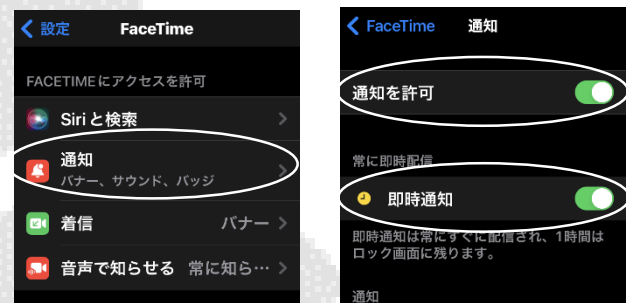 設定
FaceTime
FACETIMEにアクセスを許可
Siriと検索
通知
バナー、サウンド、バッジ
着信
バナー
音声で知らせる
常に知ら…
FaceTime
通知
通知を許可
常に即時配信
即時通知
即時通知は常にすぐに配信され、1時間は
ロック画面に残ります。
通知